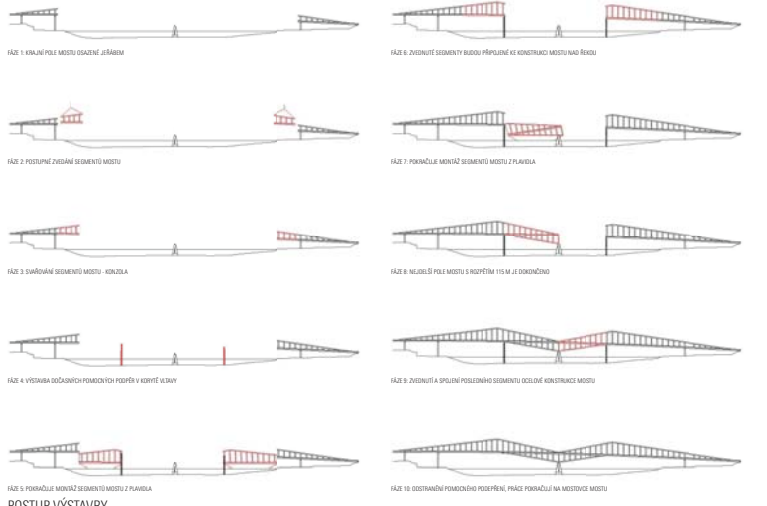 FÁZE 1: KRAJNÍ POLE MOSTU OSAZENÉ JEŘÁBEM
FÁZE 2: POSTUPNÉ ZVEDÁNÍ SEGMENTŮ MOSTU
FÁZE 3: SVAŘOVÁNÍ SEGMENTŮ MOSTU - KONZOLA
FÁZE 4: VÝSTAVBA DOČASNÝCH POMOCNÝCH PODPĚR V KORYTĚ VLTAVY
FÁZE 5: POKRAČUJE MONTÁŽ SEGMENTŮ MOSTU Z PLAVIDLA
FÁZE 6: ZVEDNUTÉ SEGMENTY BUDOU PŘIPOJENÉ KE KONSTRUKCI MOSTU NAD ŘEKOU
FÁZE 7: POKRAČUJE MONTÁŽ SEGMENTŮ MOSTU Z PLAVIDLA
FÁZE 8: NEJDELŠÍ POLE MOSTU S ROZPĚTÍM 115 M JE DOKONČENO
FÁZE 9: ZVEDNUTÍ A SPOJENÍ POSLEDNÍHO SEGMENTU OCELOVÉ KONSTRUKCE MOSTU
FÁZE 10: ODSTRANĚNÍ POMOCNÉHO PODEPŘENÍ, PRÁCE POKRAČUJÍ NA MOSTOVCE MOSTU
POSTUP VÝSTAVBY